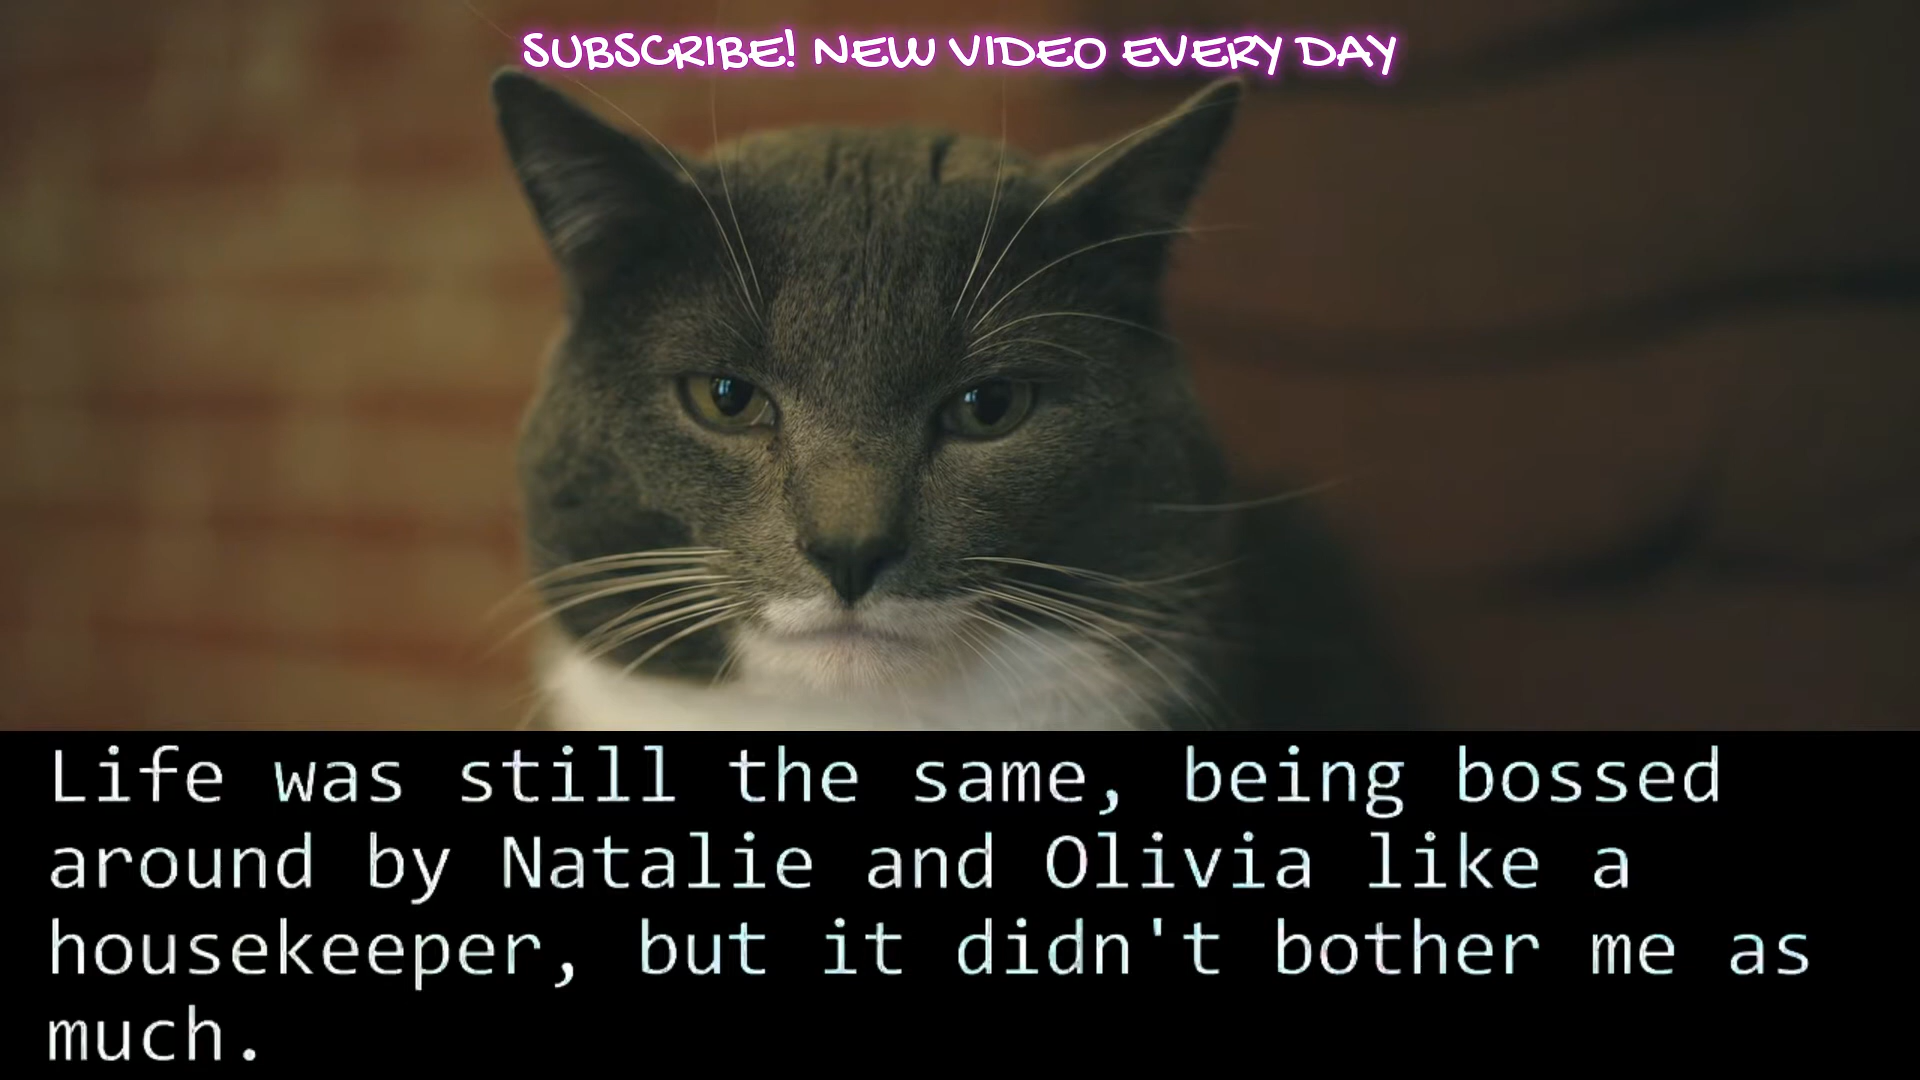 SUBSCRIBE! NEW VIDEO EVERY DAY
Life was still the same, being bossed
around by Natalie and Olivia like a
housekeeper, but it didn't bother me as
much.